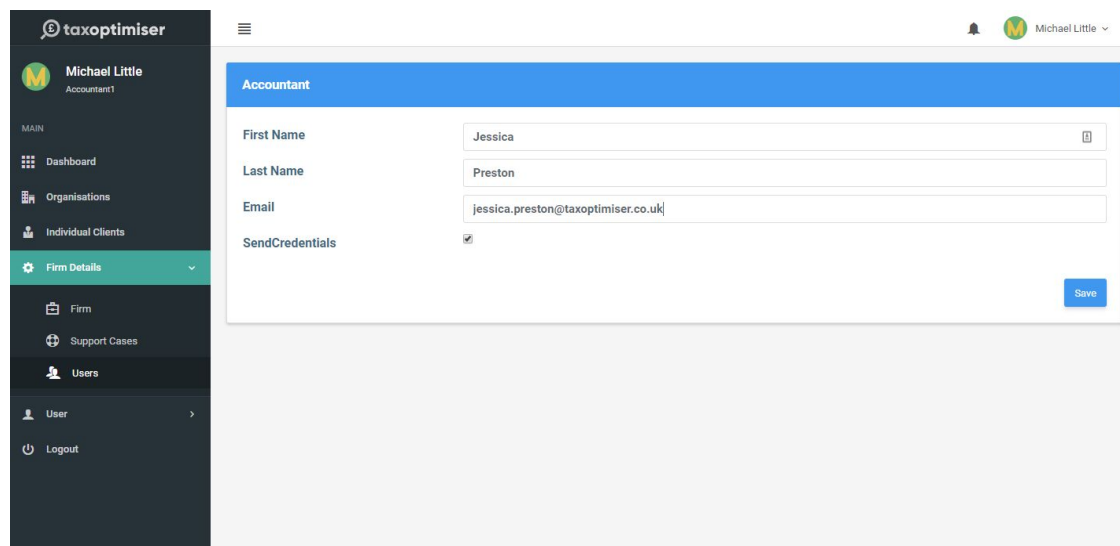 taxoptimiser
Michael Little
Michael Little
Accountant1
MAIN
Dashboard
Organisations
Individual Clients
Firm Details
Firm
Support Cases
Users
User
Logout
Accountant
First Name Jessica
Last Name Preston
Email jessica.preston@taxoptimiser.co.uk
SendCredentials
Save